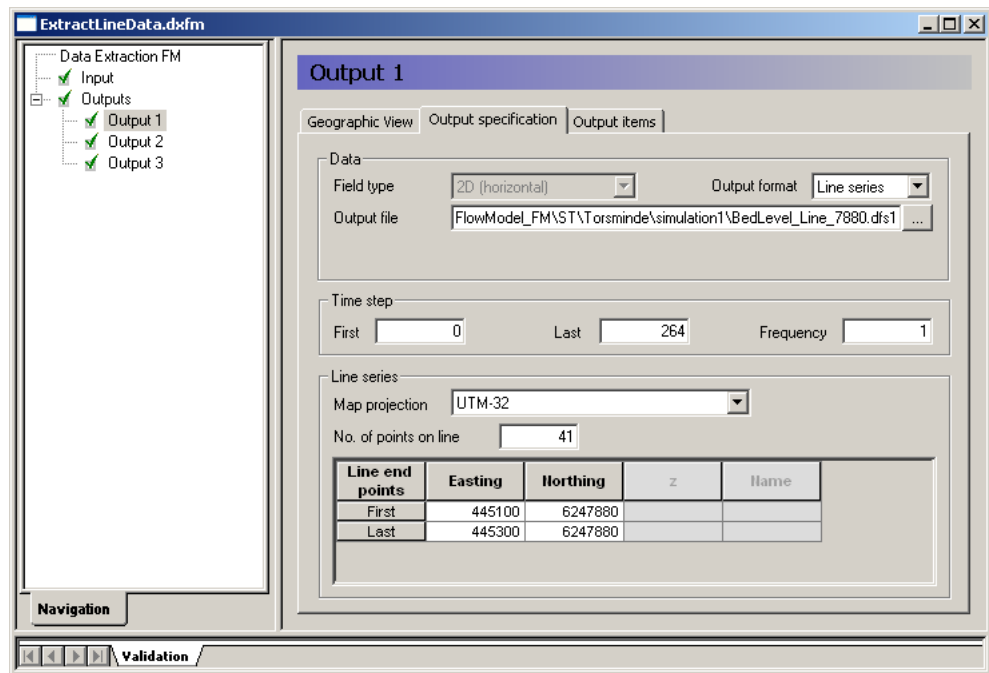 ExtractLineData.dxfm
Data Extraction FM
Input
Outputs
Output 1
Output 2
Output 3
Navigation
Output 1
Geographic View Output specification Output items
Data
Field type 2D (horizontal) Output format Line series
Output file FlowModel_FM\ST\Torsminde\simulation1\BedLevel_Line_7880.dfs1 ...
Time step
First 0 Last 264 Frequency 1
Line series
Map projection UTM-32
No. of points on line 41
Line end points Easting Northing z Name
First 445100 6247880
Last 445300 6247880
Validation